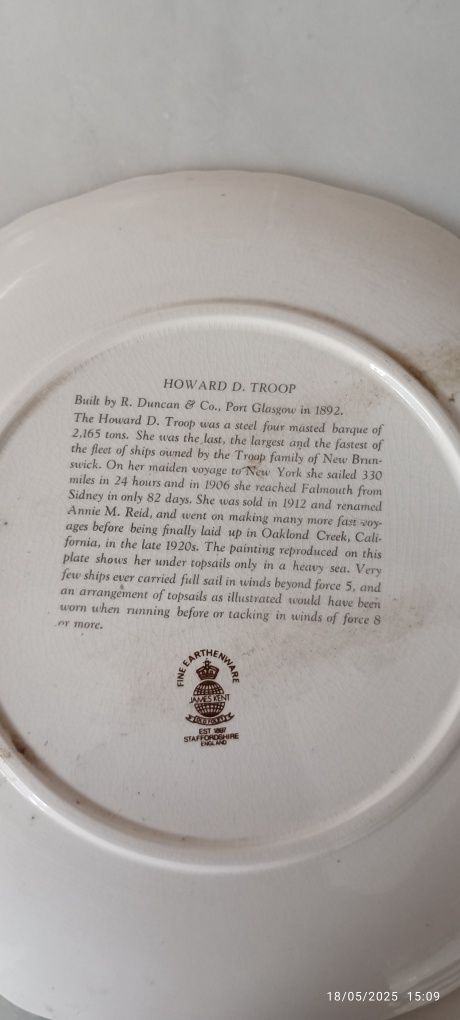 HOWARD D. TROOP
Built by R. Duncan & Co., Port Glasgow in 1892.
The Howard D. Troop was a steel four masted barque of
2,165 tons. She was the last, the largest and the fastest of
the fleet of ships owned by the Troop family of New Brun-
swick. On her maiden voyage to New York she sailed 330
miles in 24 hours and in 1906 she reached Falmouth from
Sidney in only 82 days. She was sold in 1912 and renamed
Annie M. Reid, and went on making many more fast voy-
ages before being finally laid up in Oaklond Creek, Cali-
fornia, in the late 1920s. The painting reproduced on this
plate shows her under topsails only in a heavy sea. Very
few ships ever carried full sail in winds beyond force 5, and
an arrangement of topsails as illustrated would have been
worn when running before or tacking in winds of force 8
or more.
FINE EARTHENWARE
JAMES KENT
OLD FOLEY
EST 1897
STAFFORDSHIRE
ENGLAND
18/05/2025 15:09